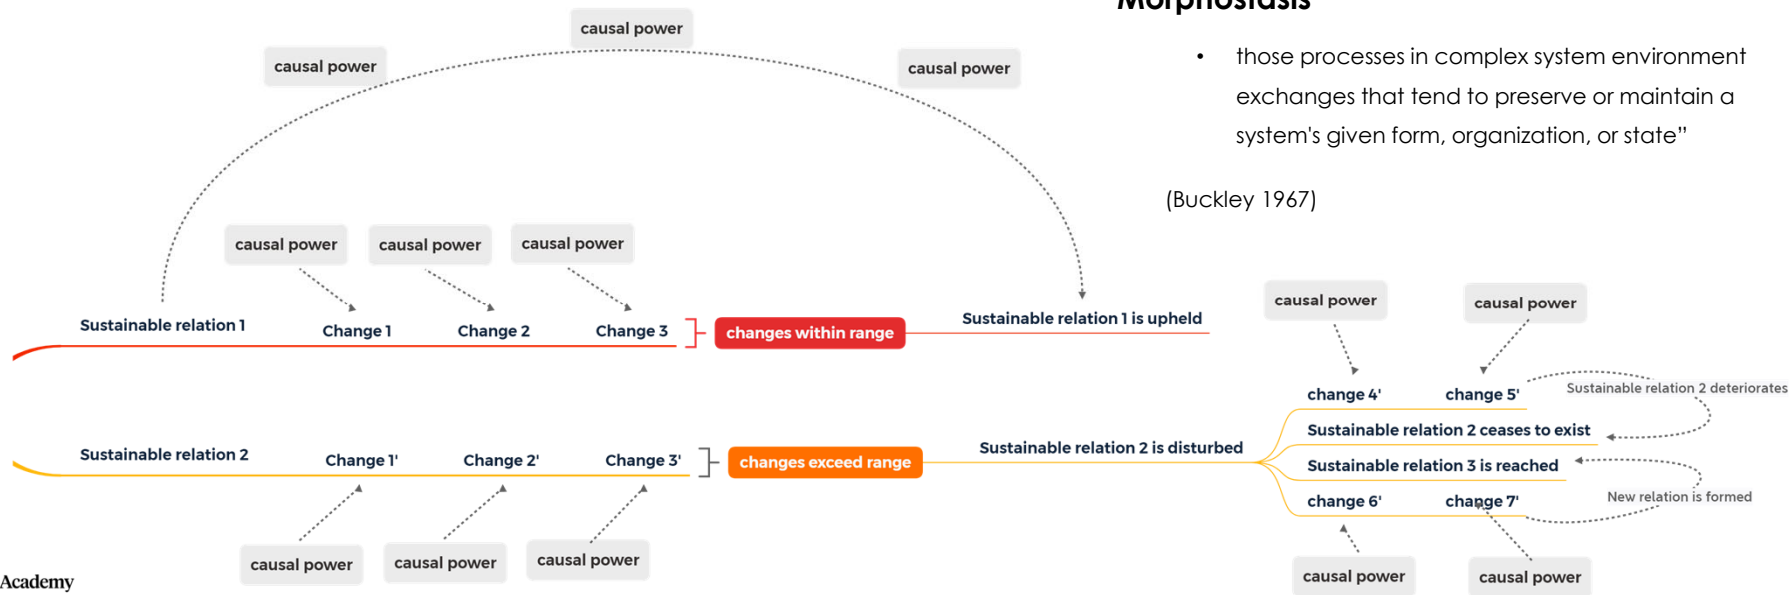 Morphostasis
• those processes in complex system environment
exchanges that tend to preserve or maintain a
system's given form, organization, or state”
(Buckley 1967)
causal power
causal power
causal power
causal power
causal power
causal power
Sustainable relation 1
Change 1
Change 2
Change 3
changes within range
Sustainable relation 1 is upheld
Sustainable relation 2
Change 1'
Change 2'
Change 3'
changes exceed range
Sustainable relation 2 is disturbed
causal power
causal power
causal power
causal power
causal power
change 4'
change 5'
Sustainable relation 2 deteriorates
Sustainable relation 2 ceases to exist
Sustainable relation 3 is reached
New relation is formed
change 6'
change 7'
causal power
causal power
Academy